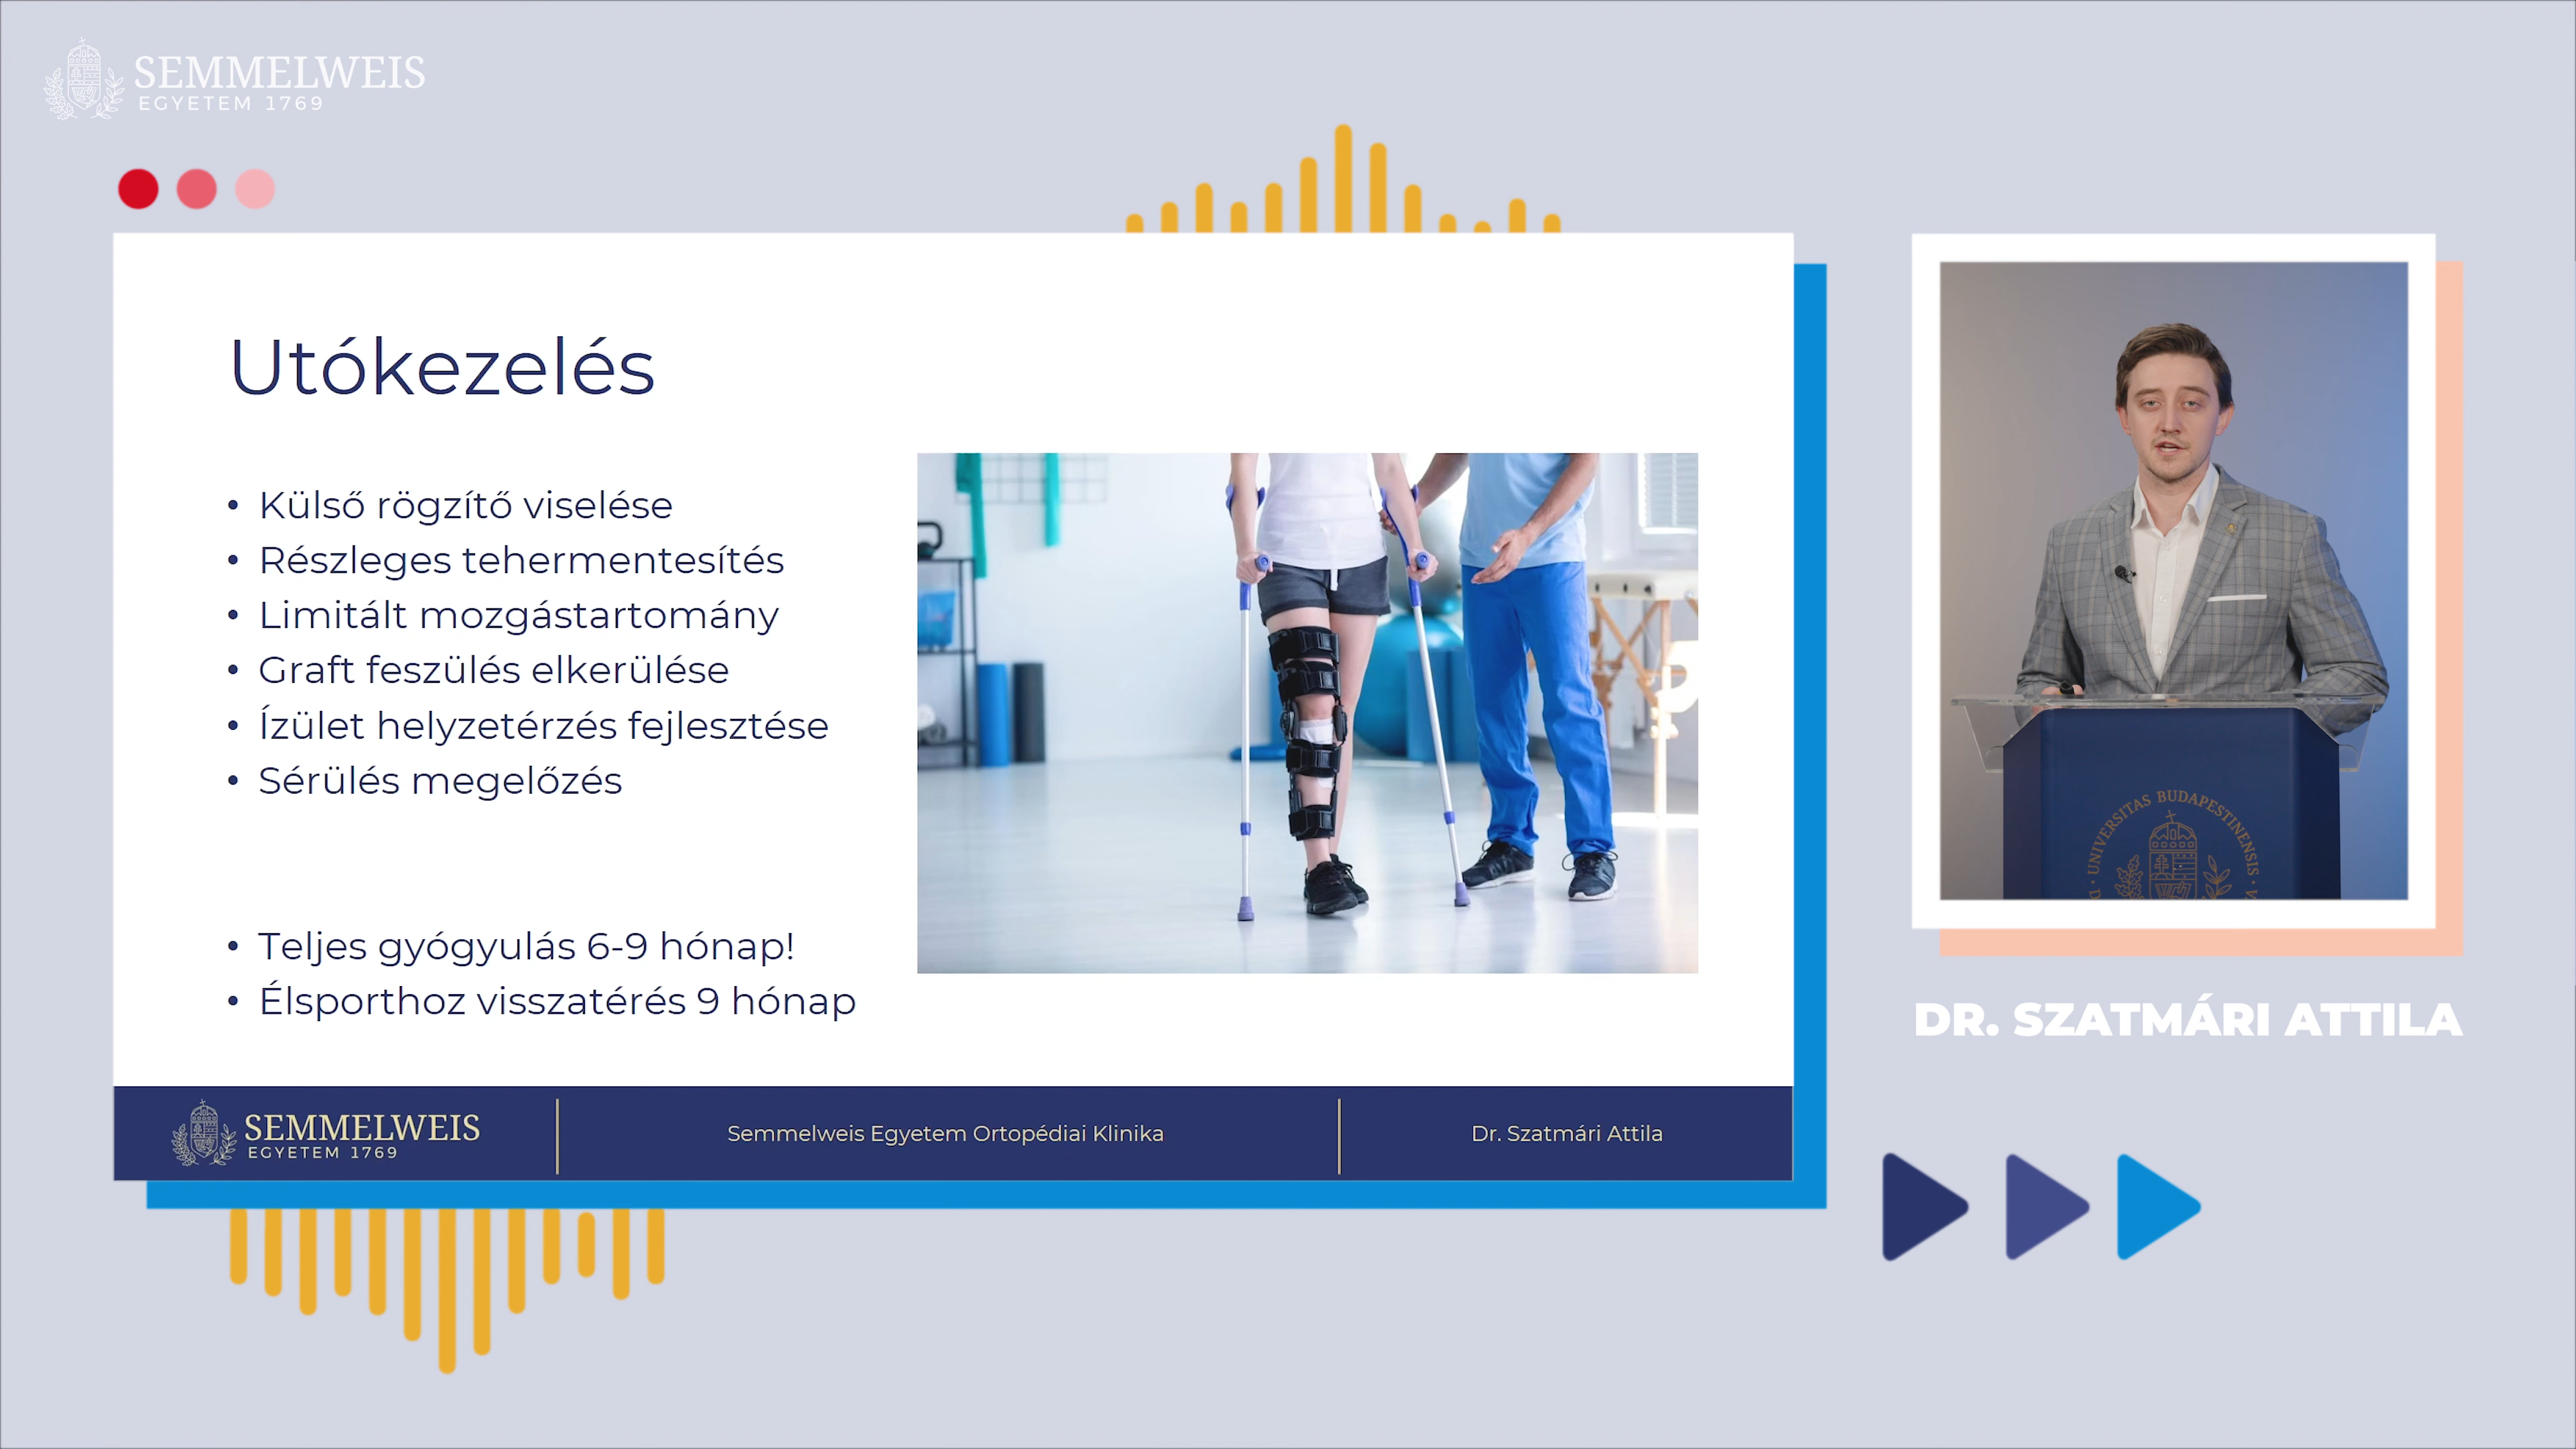 SEMMELWEIS
EGYETEM 1769
Utókezelés
• Külső rögzítő viselése
• Részleges tehermentesítés
• Limitált mozgástartomány
• Graft feszülés elkerülése
• Ízület helyzetérzés fejlesztése
• Sérülés megelőzés
• Teljes gyógyulás 6-9 hónap!
• Élsporthoz visszatérés 9 hónap
SEMMELWEIS
EGYETEM 1769
Semmelweis Egyetem Ortopédiai Klinika
Dr. Szatmári Attila
UNIVERSITAS BUDAPESTINENSIS
DR. SZATMÁRI ATTILA